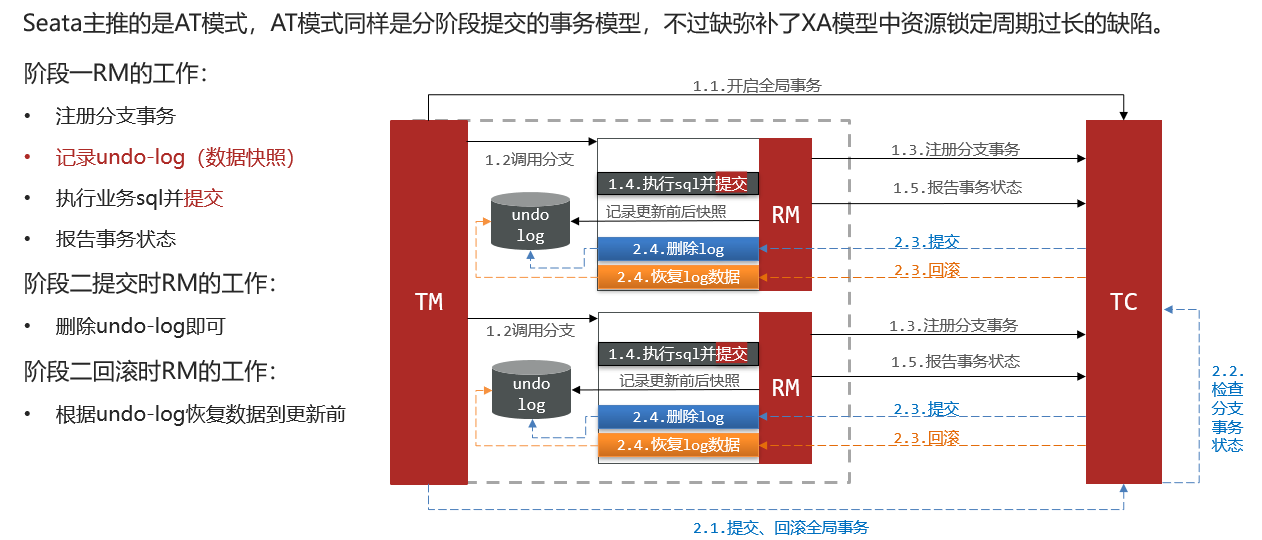 Seata主推的是AT模式，AT模式同样是分阶段提交的事务模型，不过缺弥补了XA模型中资源锁定周期过长的缺陷。
阶段一RM的工作：
• 注册分支事务
• 记录undo-log（数据快照）
• 执行业务sql并提交
• 报告事务状态
阶段二提交时RM的工作：
• 删除undo-log即可
阶段二回滚时RM的工作：
• 根据undo-log恢复数据到更新前
1.1.开启全局事务
TM
1.2调用分支
1.4.执行sql并提交
undo
log
记录更新前后快照
2.4.删除log
2.4.恢复log数据
RM
1.3.注册分支事务
1.5.报告事务状态
2.3.提交
2.3.回滚
1.2调用分支
1.4.执行sql并提交
undo
log
记录更新前后快照
2.4.删除log
2.4.恢复log数据
RM
1.3.注册分支事务
1.5.报告事务状态
2.3.提交
2.3.回滚
TC
2.2.
检查
分支
事务
状态
2.1.提交、回滚全局事务